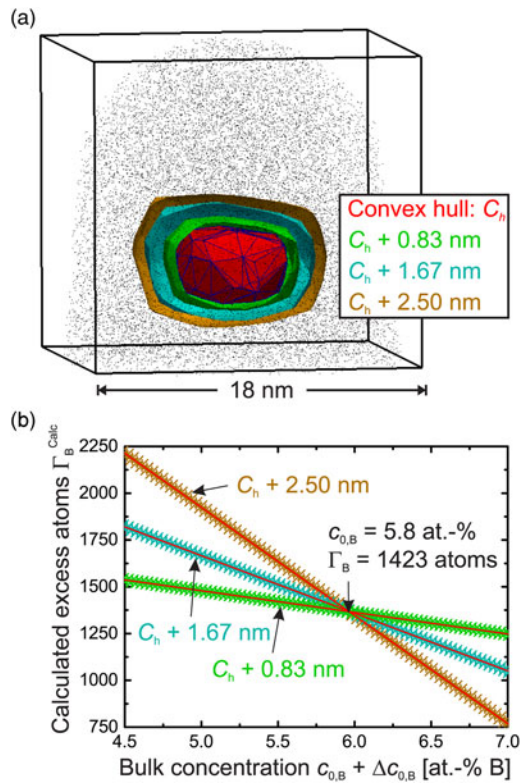 (a)
Convex hull: Cₕ
Cₕ + 0.83 nm
Cₕ + 1.67 nm
Cₕ + 2.50 nm
18 nm
(b)
Calculated excess atoms Γ_B^Calc
2250
2000
1750
1500
1250
1000
750
Cₕ + 2.50 nm
c₀,B = 5.8 at.-%
Γ_B = 1423 atoms
Cₕ + 1.67 nm
Cₕ + 0.83 nm
4.5 5.0 5.5 6.0 6.5 7.0
Bulk concentration c₀,B + Δc₀,B [at.-% B]